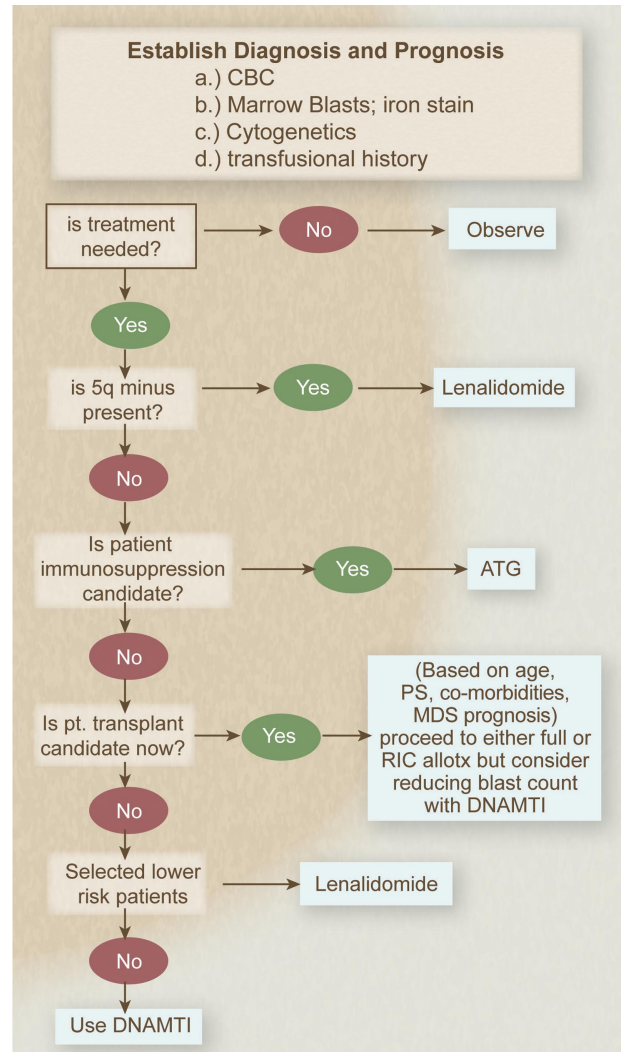 Establish Diagnosis and Prognosis
a.) CBC
b.) Marrow Blasts; iron stain
c.) Cytogenetics
d.) transfusional history
is treatment
needed?
No
Observe
Yes
is 5q minus
present?
Yes
Lenalidomide
No
Is patient
immunosuppression
candidate?
Yes
ATG
No
Is pt. transplant
candidate now?
Yes
(Based on age,
PS, co-morbidities,
MDS prognosis)
proceed to either full or
RIC allotx but consider
reducing blast count
with DNAMTI
No
Selected lower
risk patients
Lenalidomide
No
Use DNAMTI